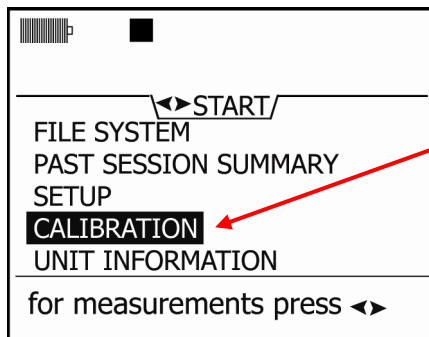 ◄►START
FILE SYSTEM
PAST SESSION SUMMARY
SETUP
CALIBRATION
UNIT INFORMATION
for measurements press ◄►